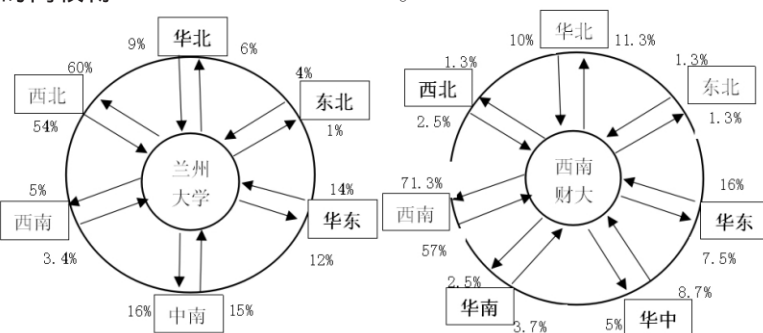 华北
9%
6%
60%
西北
54%
4%
东北
1%
兰州
大学
5%
西南
3.4%
14%
华东
12%
16%
中南
15%
华北
10%
11.3%
1.3%
西北
2.5%
1.3%
东北
1.3%
西南
财大
71.3%
西南
57%
16%
华东
7.5%
2.5%
华南
3.7%
8.7%
华中
5%